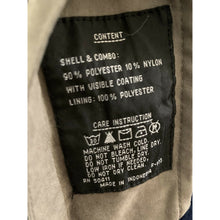 CONTENT
SHELL & COMBO:
90% POLYESTER 10% NYLON
WITH VISIBLE COATING
LINING: 100% POLYESTER
CARE INSTRUCTION
MACHINE WASH COLD
DO NOT BLEACH, LINE DRY.
DO NOT TUMBLE DRY.
IRON LOW IF NEEDED.
DO NOT DRY CLEAN.
RN 50411
MADE IN INDONESIA